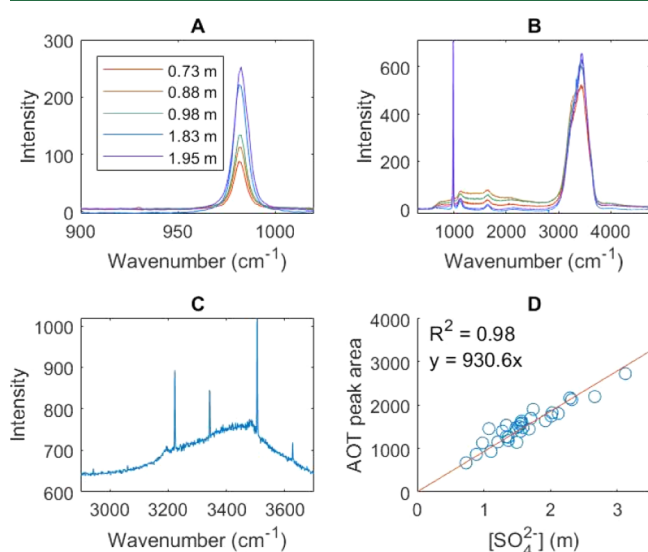 A
300
200
100
0
Intensity
0.73 m
0.88 m
0.98 m
1.83 m
1.95 m
900
950
1000
Wavenumber (cm⁻¹)
B
600
400
200
0
Intensity
1000
2000
3000
4000
Wavenumber (cm⁻¹)
C
1000
900
800
700
600
Intensity
3000
3200
3400
3600
Wavenumber (cm⁻¹)
D
4000
3000
2000
1000
0
AOT peak area
R² = 0.98
y = 930.6x
0
1
2
3
[SO₄²⁻] (m)